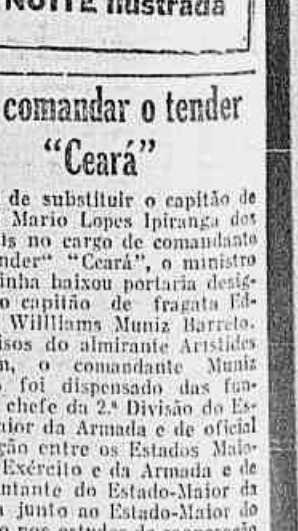 NOITE Ilustrada
comandar o tender
“Ceará”
de substituir o capitão de
Mario Lopes Ipiranga dos
is no cargo de comandante
nder“ “Ceará”, o ministro
inha baixou portaria desig-
o capitão de fragata Ed-
Willliams Muniz Barreto.
isos do almirante Aristides
m, o comandante Muniz
foi dispensado das fun-
chefe da 2.ª Divisão do Es-
aior da Armada e de oficial
ção entre os Estados Maio-
Exército e da Armada e de
ntante do Estado-Maior da
a junto ao Estado-Maior do